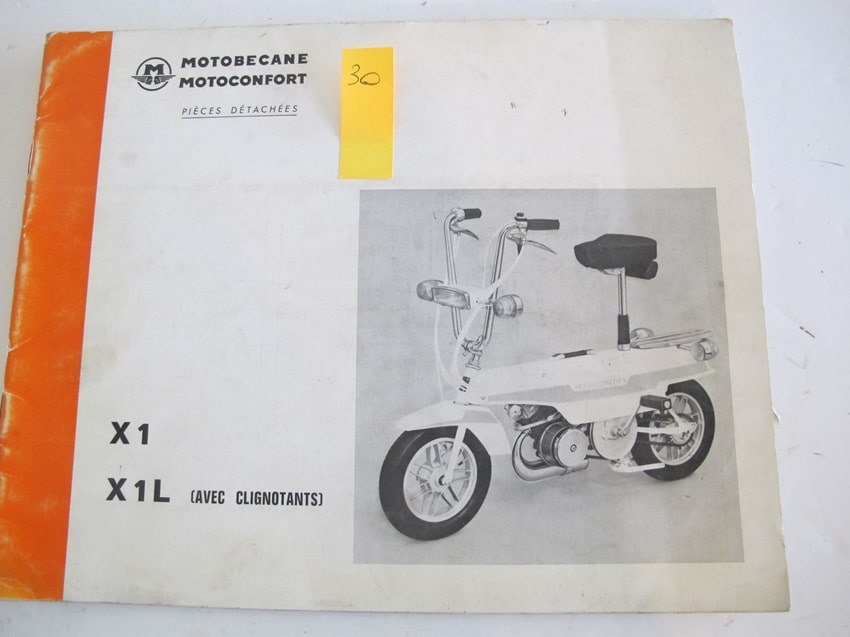 M
MOTOBECANE
MOTOCONFORT
PIÈCES DÉTACHÉES
30
X1
X1L (AVEC CLIGNOTANTS)